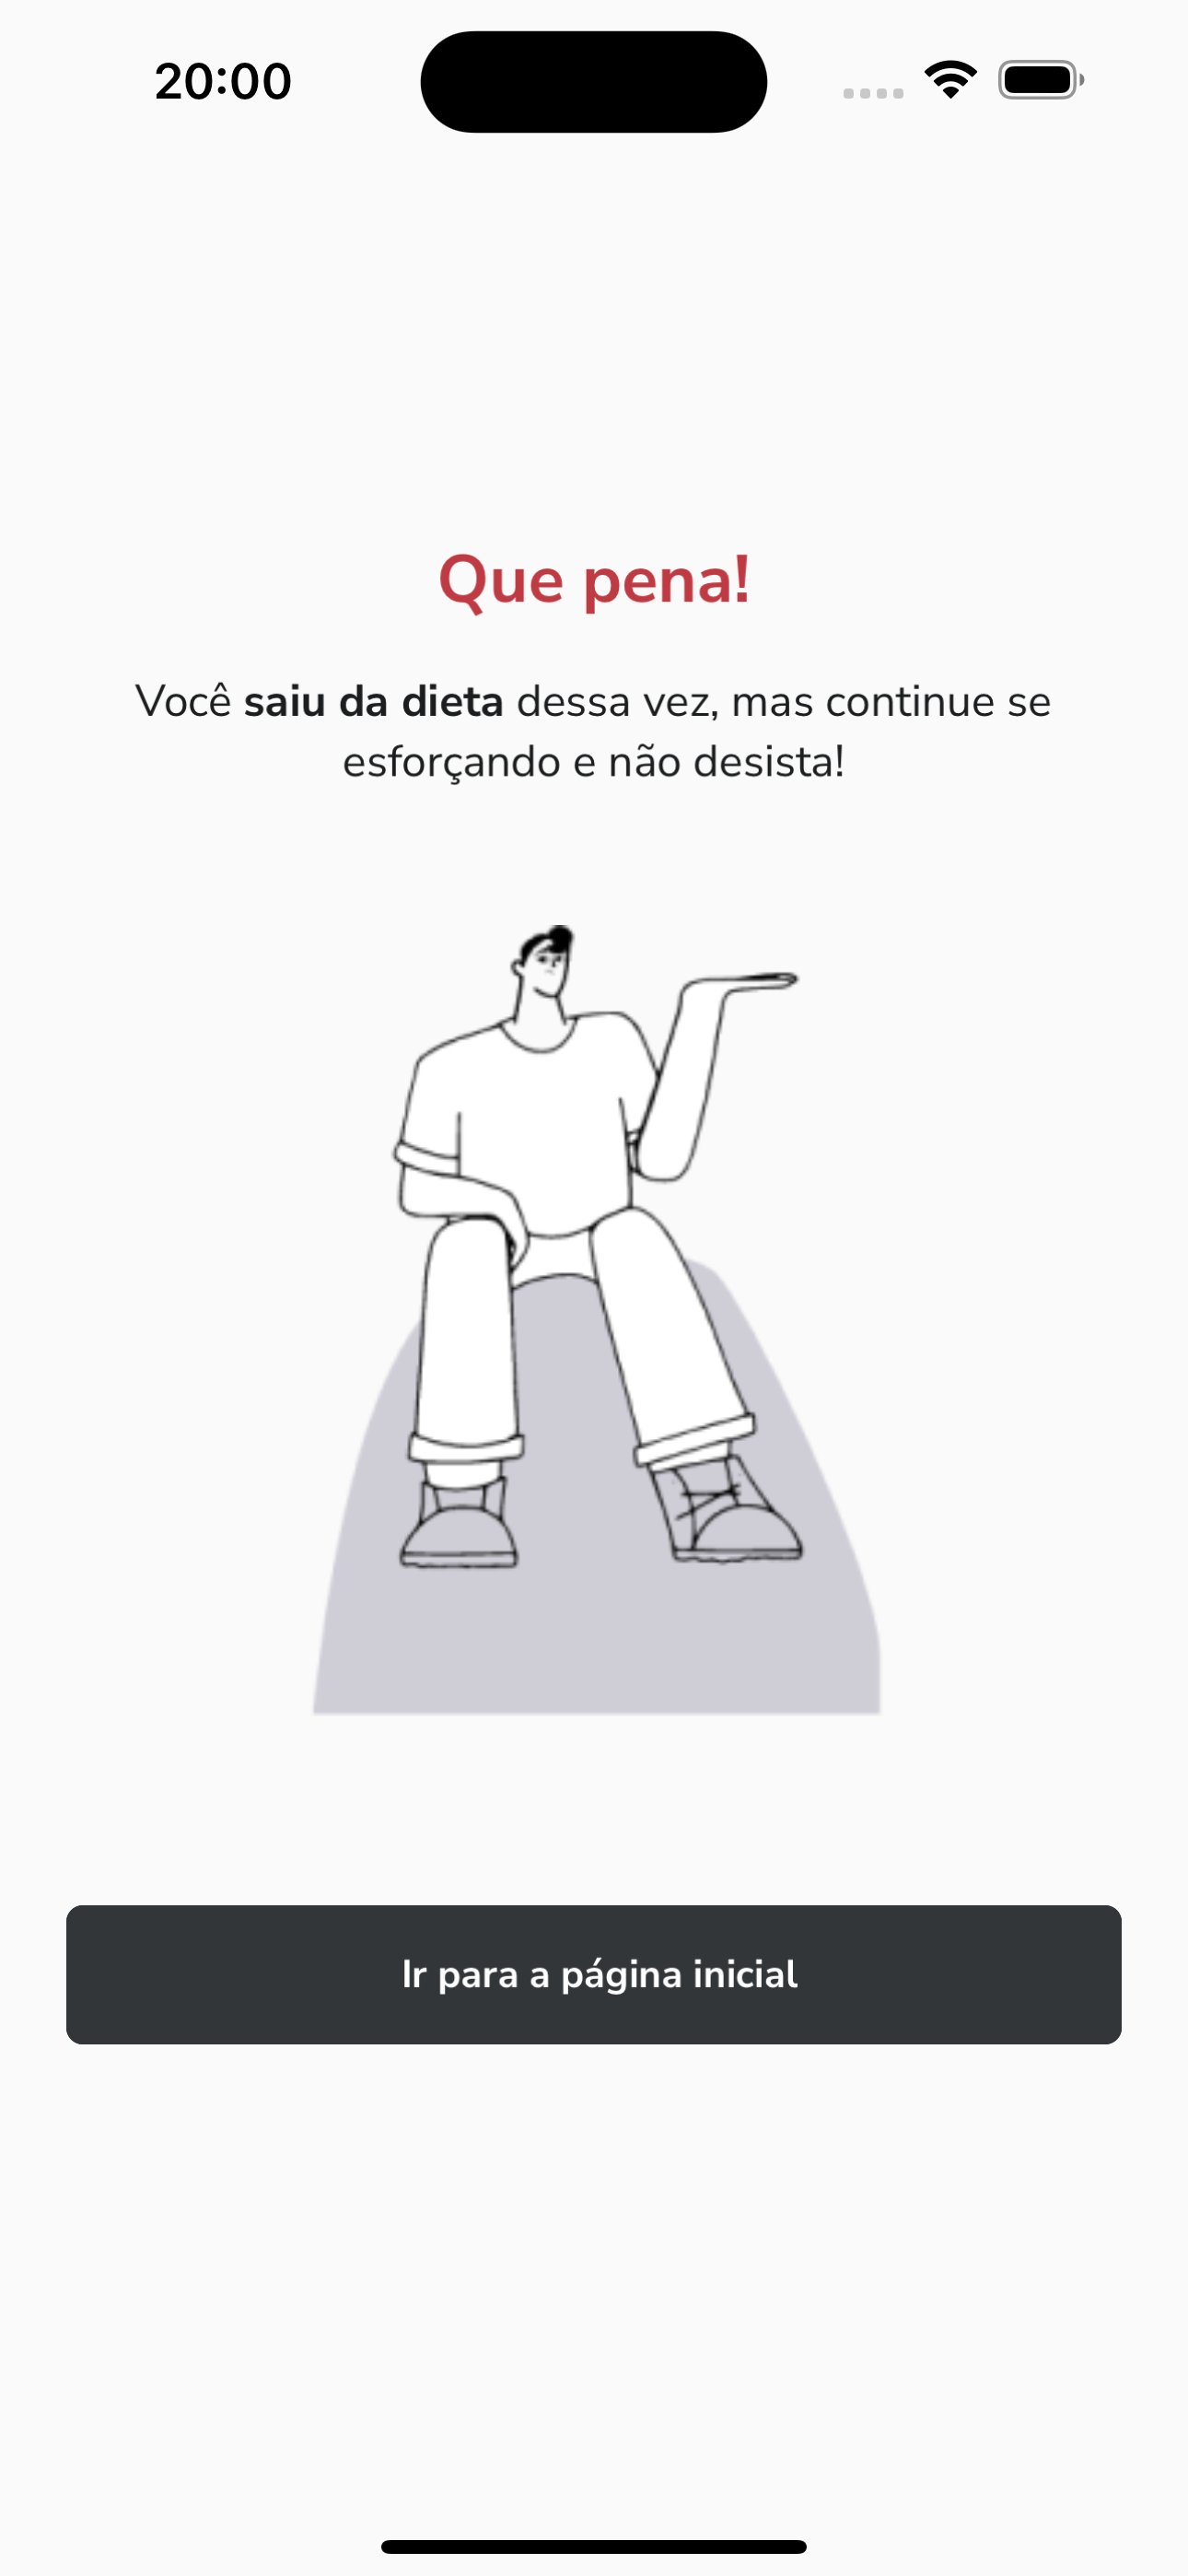 20:00
Que pena!
Você saiu da dieta dessa vez, mas continue se
esforçando e não desista!
Ir para a página inicial